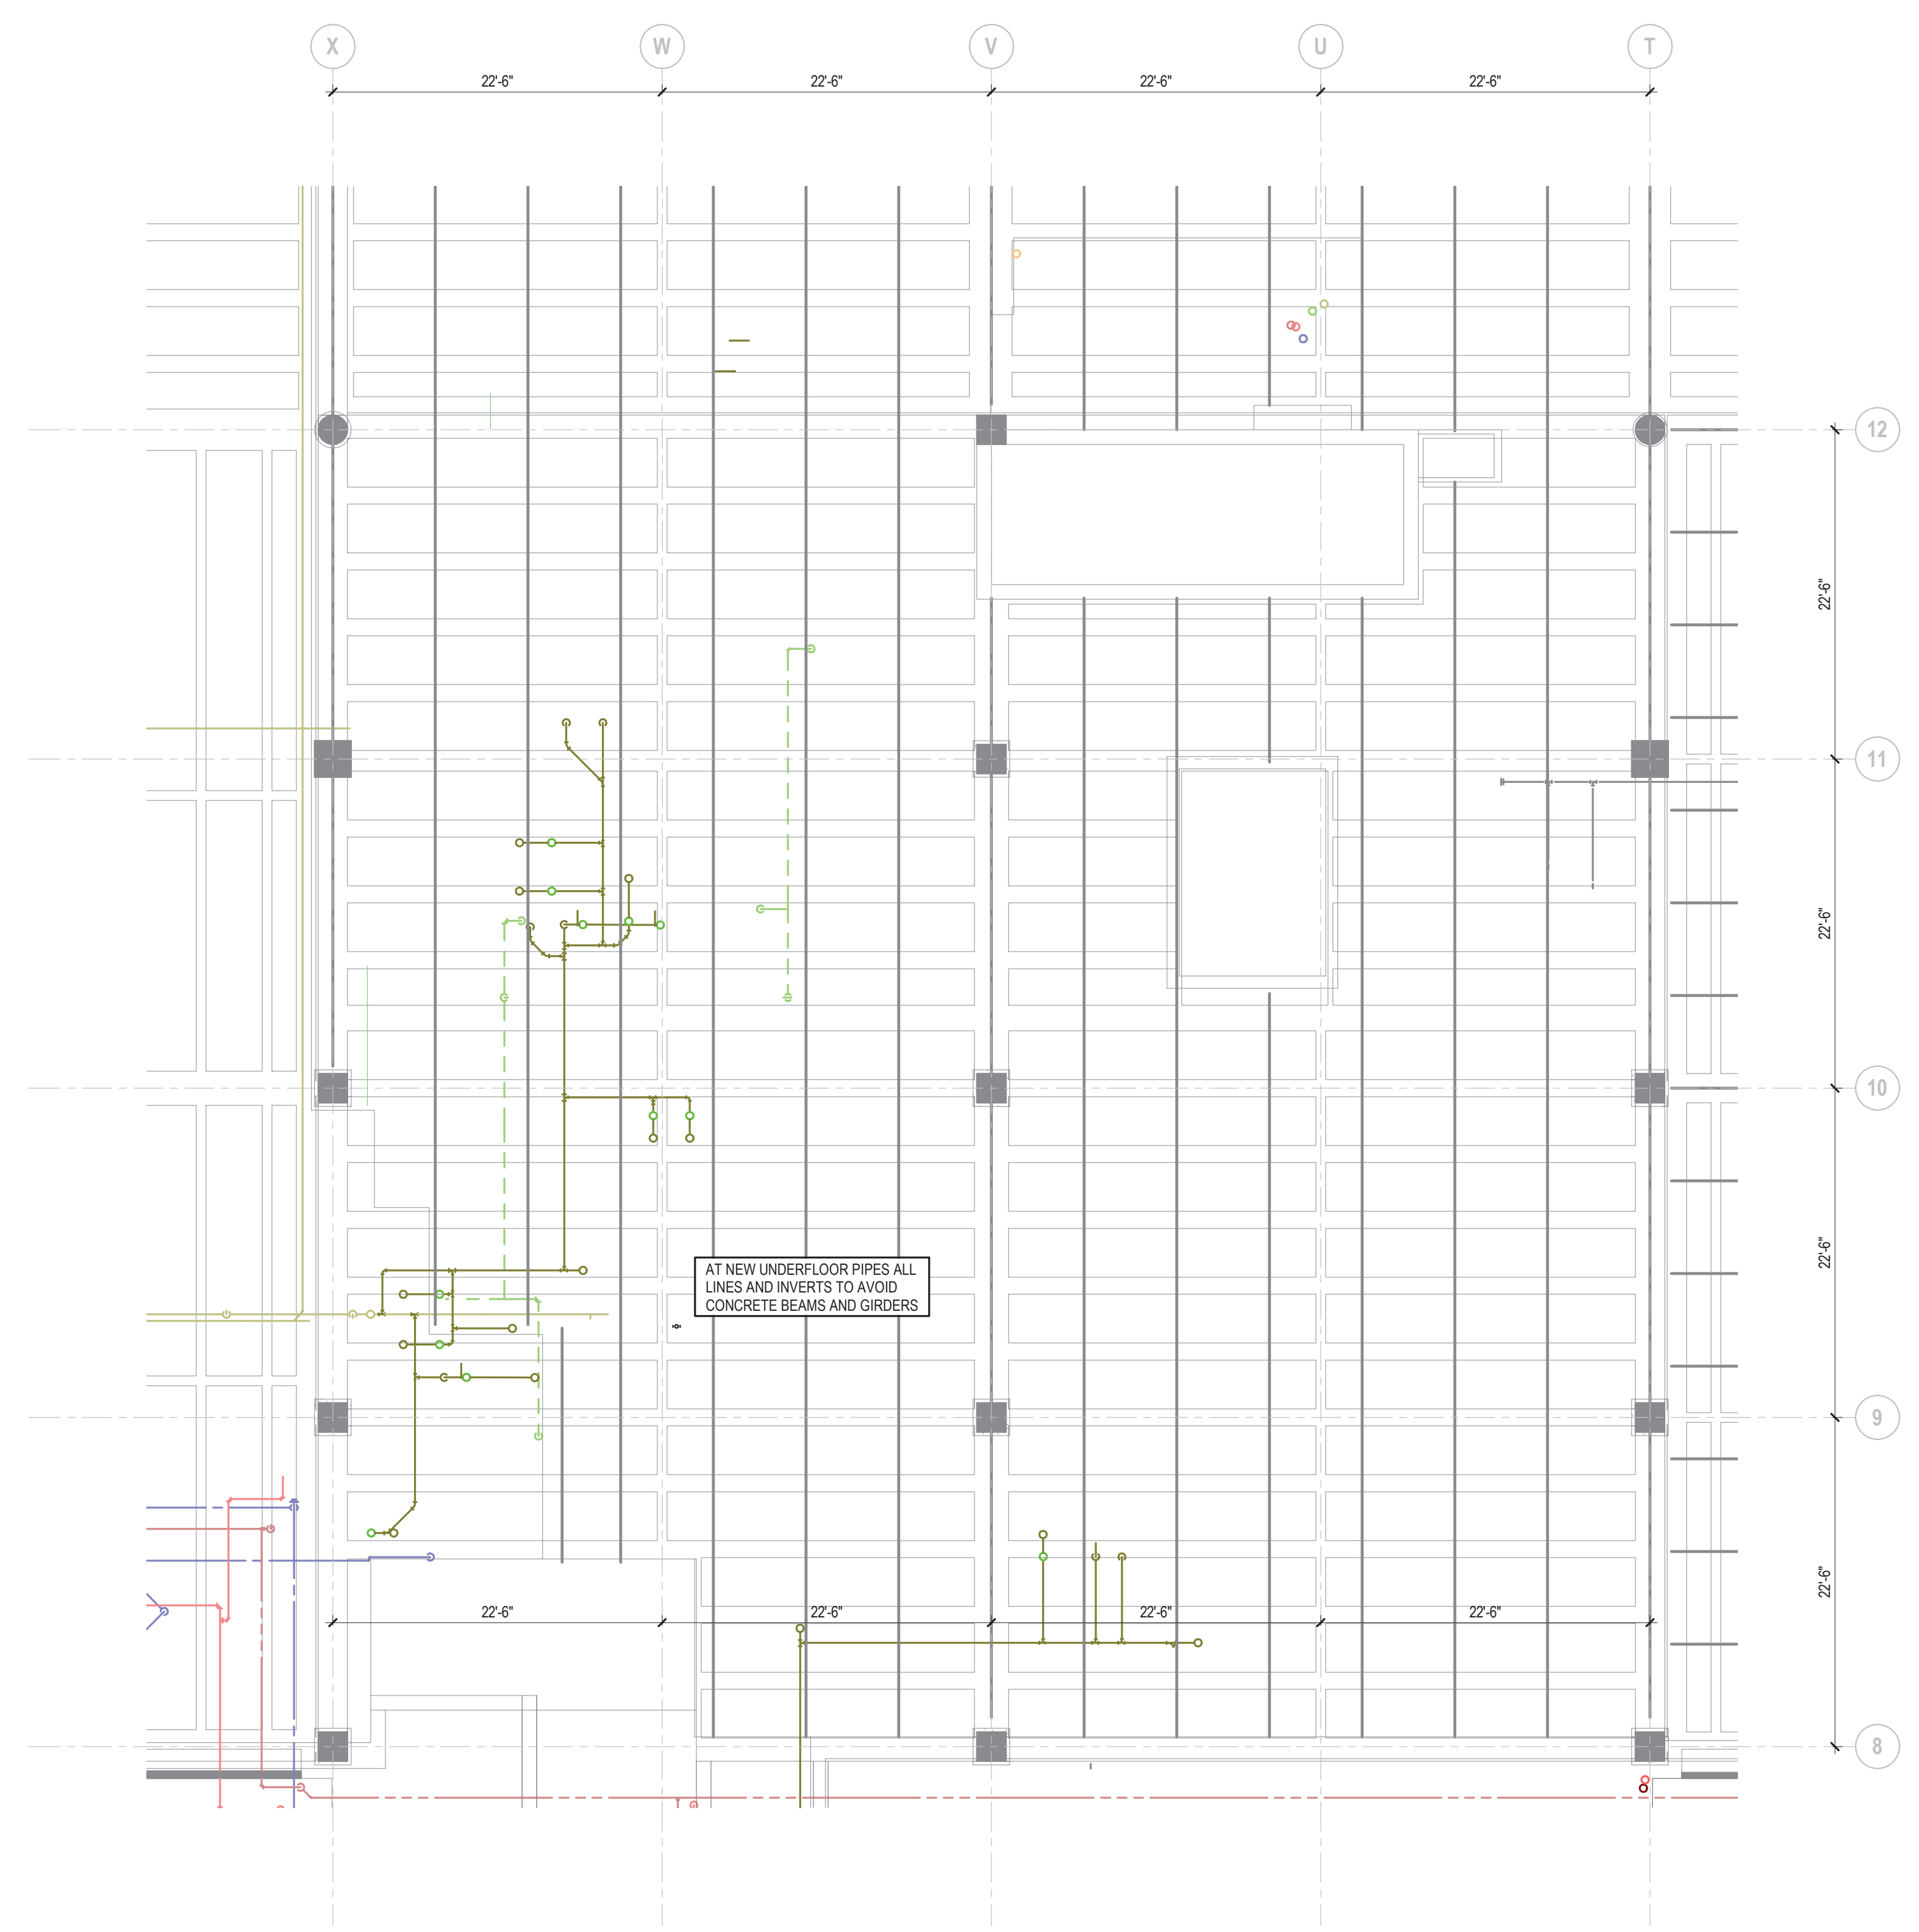 X W V U T
22'-6" 22'-6" 22'-6" 22'-6"
12
22'-6"
11
22'-6"
10
22'-6"
AT NEW UNDERFLOOR PIPES ALL
LINES AND INVERTS TO AVOID
CONCRETE BEAMS AND GIRDERS
9
22'-6"
22'-6" 22'-6" 22'-6" 22'-6"
8